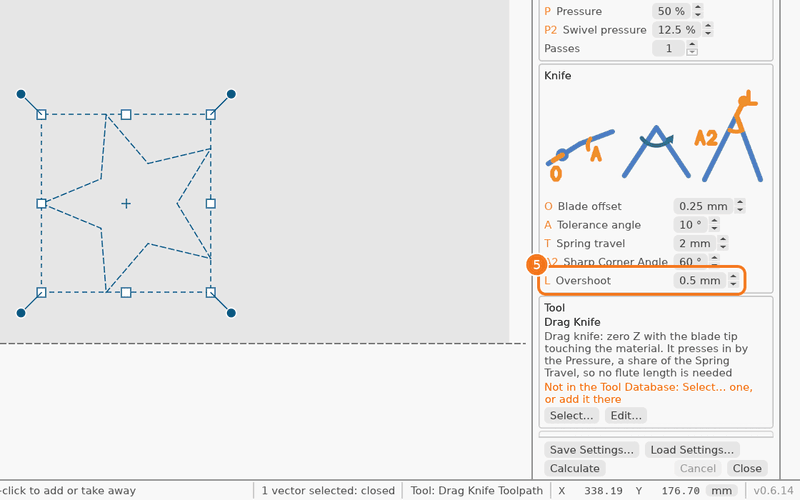 P Pressure 50 %
P2 Swivel pressure 12.5 %
Passes 1
Knife
O A A2 L
O Blade offset 0.25 mm
A Tolerance angle 10 °
T Spring travel 2 mm
A2 Sharp Corner Angle 60 °
5
L Overshoot 0.5 mm
Tool
Drag Knife
Drag knife: zero Z with the blade tip
touching the material. It presses in by
the Pressure, a share of the Spring
Travel, so no flute length is needed
Not in the Tool Database: Select... one,
or add it there
Select... Edit...
Save Settings... Load Settings...
Calculate Cancel Close
-click to add or take away 1 vector selected: closed Tool: Drag Knife Toolpath X 338.19 Y 176.70 mm v0.6.14